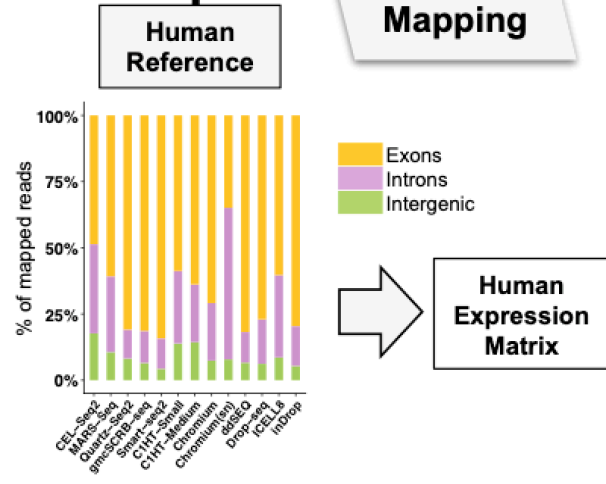 Human
Reference
Mapping
% of mapped reads
100%
75%
50%
25%
0%
CEL-Seq2
MARS-Seq
Quartz-Seq2
gmcSCRB-seq
Smart-seq2
C1HT-Small
C1HT-Medium
Chromium
Chromium(sn)
ddSEQ
Drop-seq
ICELL8
inDrop
Exons
Introns
Intergenic
Human
Expression
Matrix